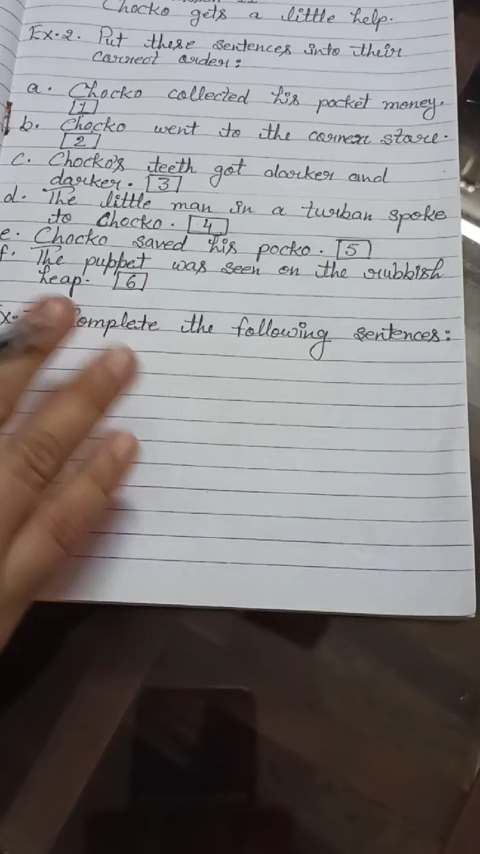 Chocko gets a little help.
Ex.2. Put these sentences into their
correct order:
a. Chocko collected his pocket money.
[1]
b. Chocko went to the corner store.
[2]
c. Chocko's teeth got darker and
darker. [3]
d. The little man in a turban spoke
to Chocko. [4]
e. Chocko saved his pocko. [5]
f. The puppet was seen on the rubbish
heap. [6]
Complete the following sentences: